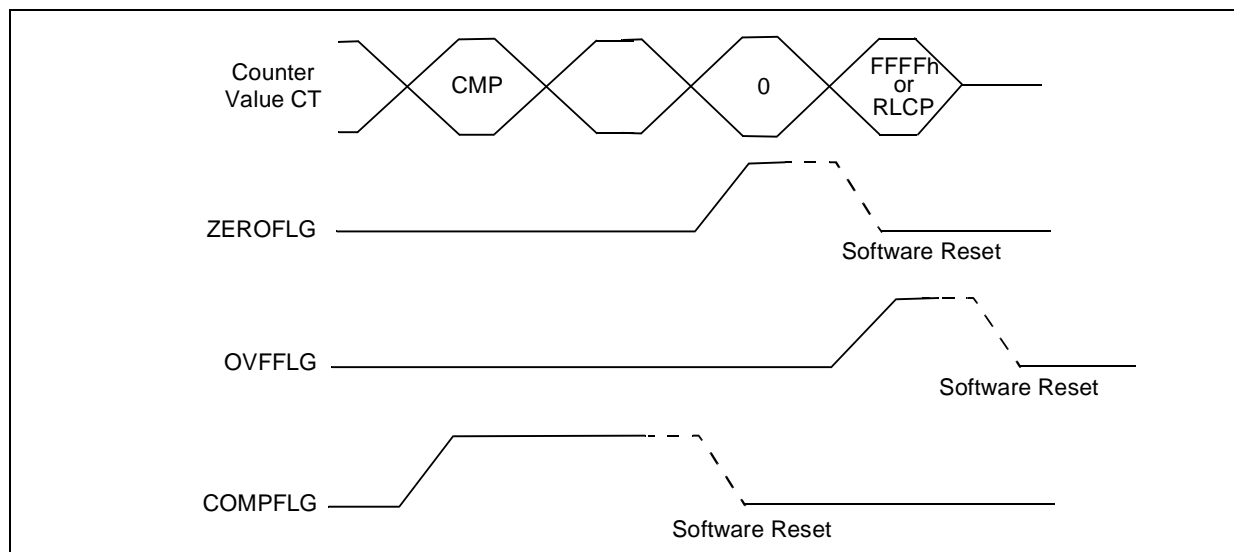 Counter
Value CT
CMP
0
FFFFh
or
RLCP
ZEROFLG
Software Reset
OVFFLG
Software Reset
COMPFLG
Software Reset